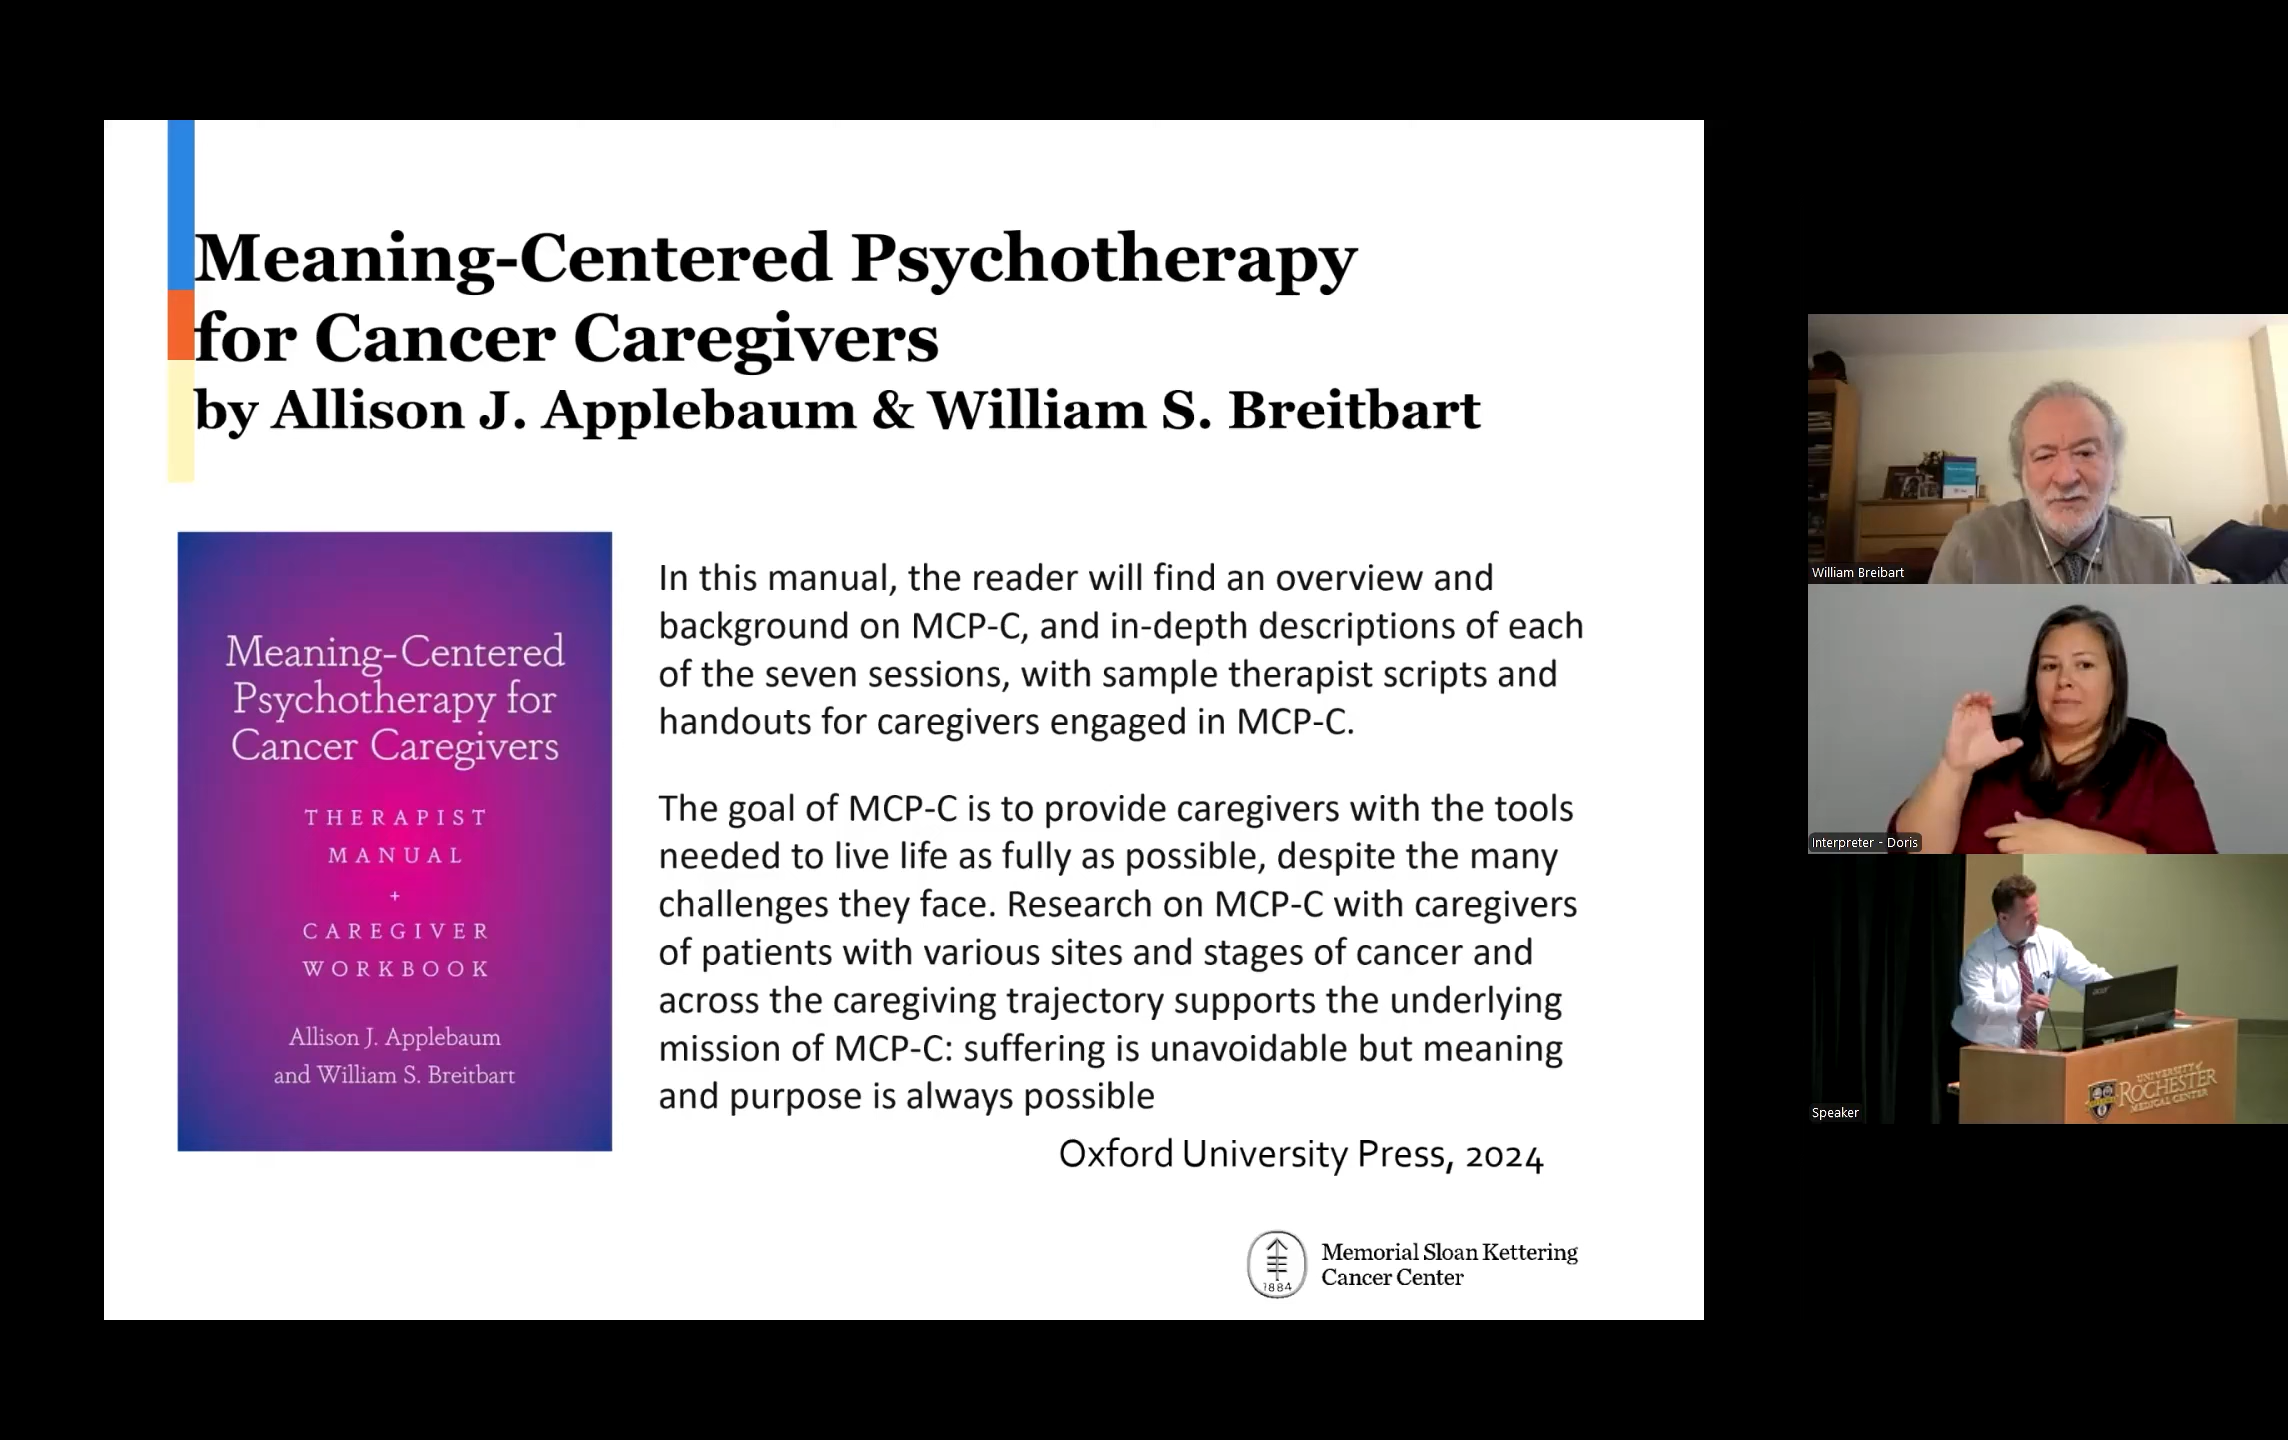 Meaning-Centered Psychotherapy
for Cancer Caregivers
by Allison J. Applebaum & William S. Breitbart
Meaning-Centered
Psychotherapy for
Cancer Caregivers
THERAPIST
MANUAL
+
CAREGIVER
WORKBOOK
Allison J. Applebaum
and William S. Breitbart
In this manual, the reader will find an overview and
background on MCP-C, and in-depth descriptions of each
of the seven sessions, with sample therapist scripts and
handouts for caregivers engaged in MCP-C.
The goal of MCP-C is to provide caregivers with the tools
needed to live life as fully as possible, despite the many
challenges they face. Research on MCP-C with caregivers
of patients with various sites and stages of cancer and
across the caregiving trajectory supports the underlying
mission of MCP-C: suffering is unavoidable but meaning
and purpose is always possible
Oxford University Press, 2024
1884
Memorial Sloan Kettering
Cancer Center
William Breibart
Interpreter - Doris
acer
UNIVERSITY of
ROCHESTER
MEDICAL CENTER
Speaker